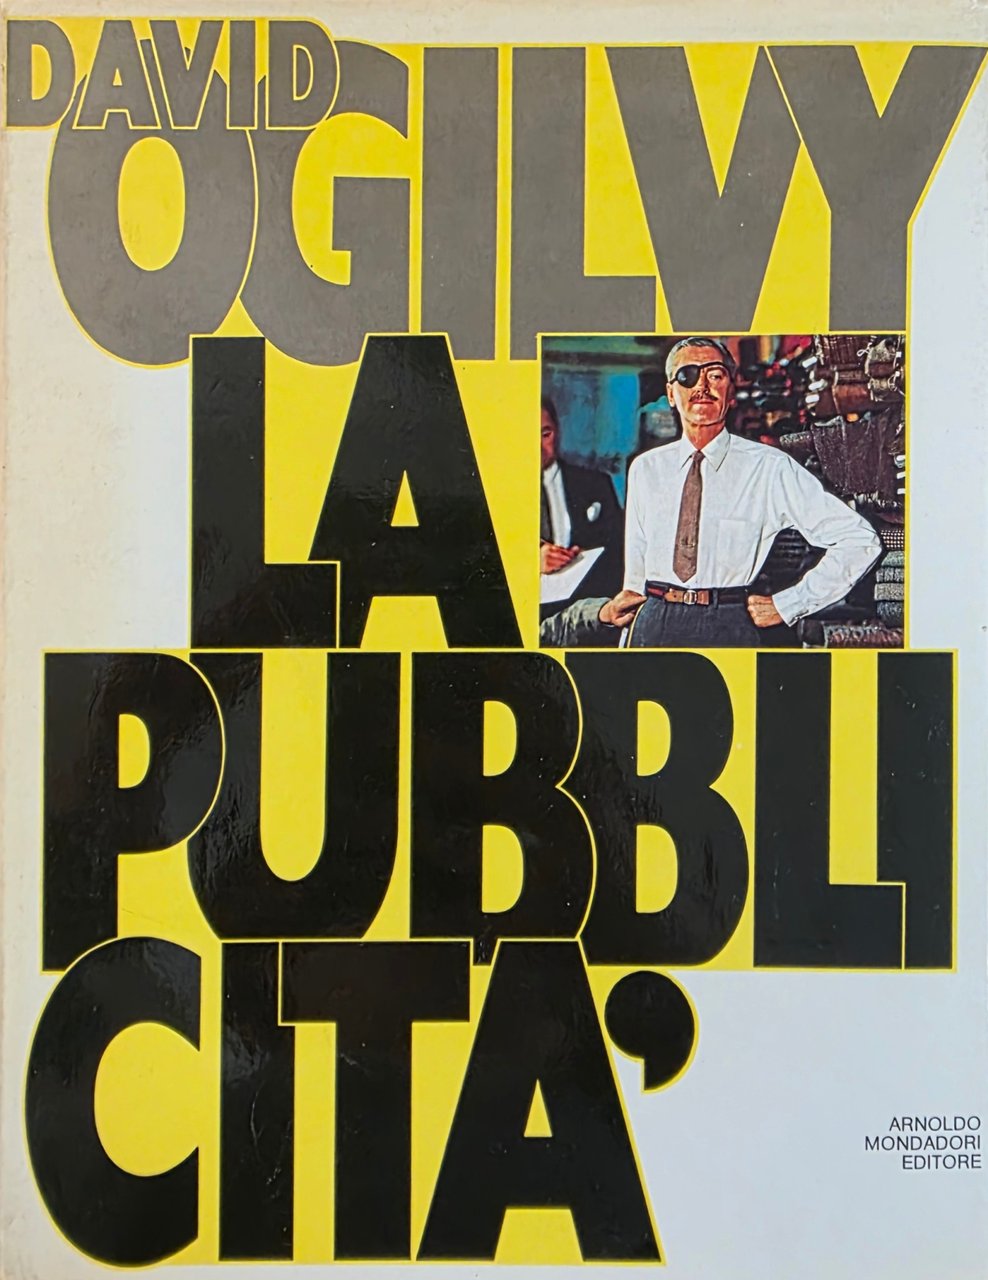 DAVID
OGILVY
LA
PUBBLI
CITA'
ARNOLDO
MONDADORI
EDITORE